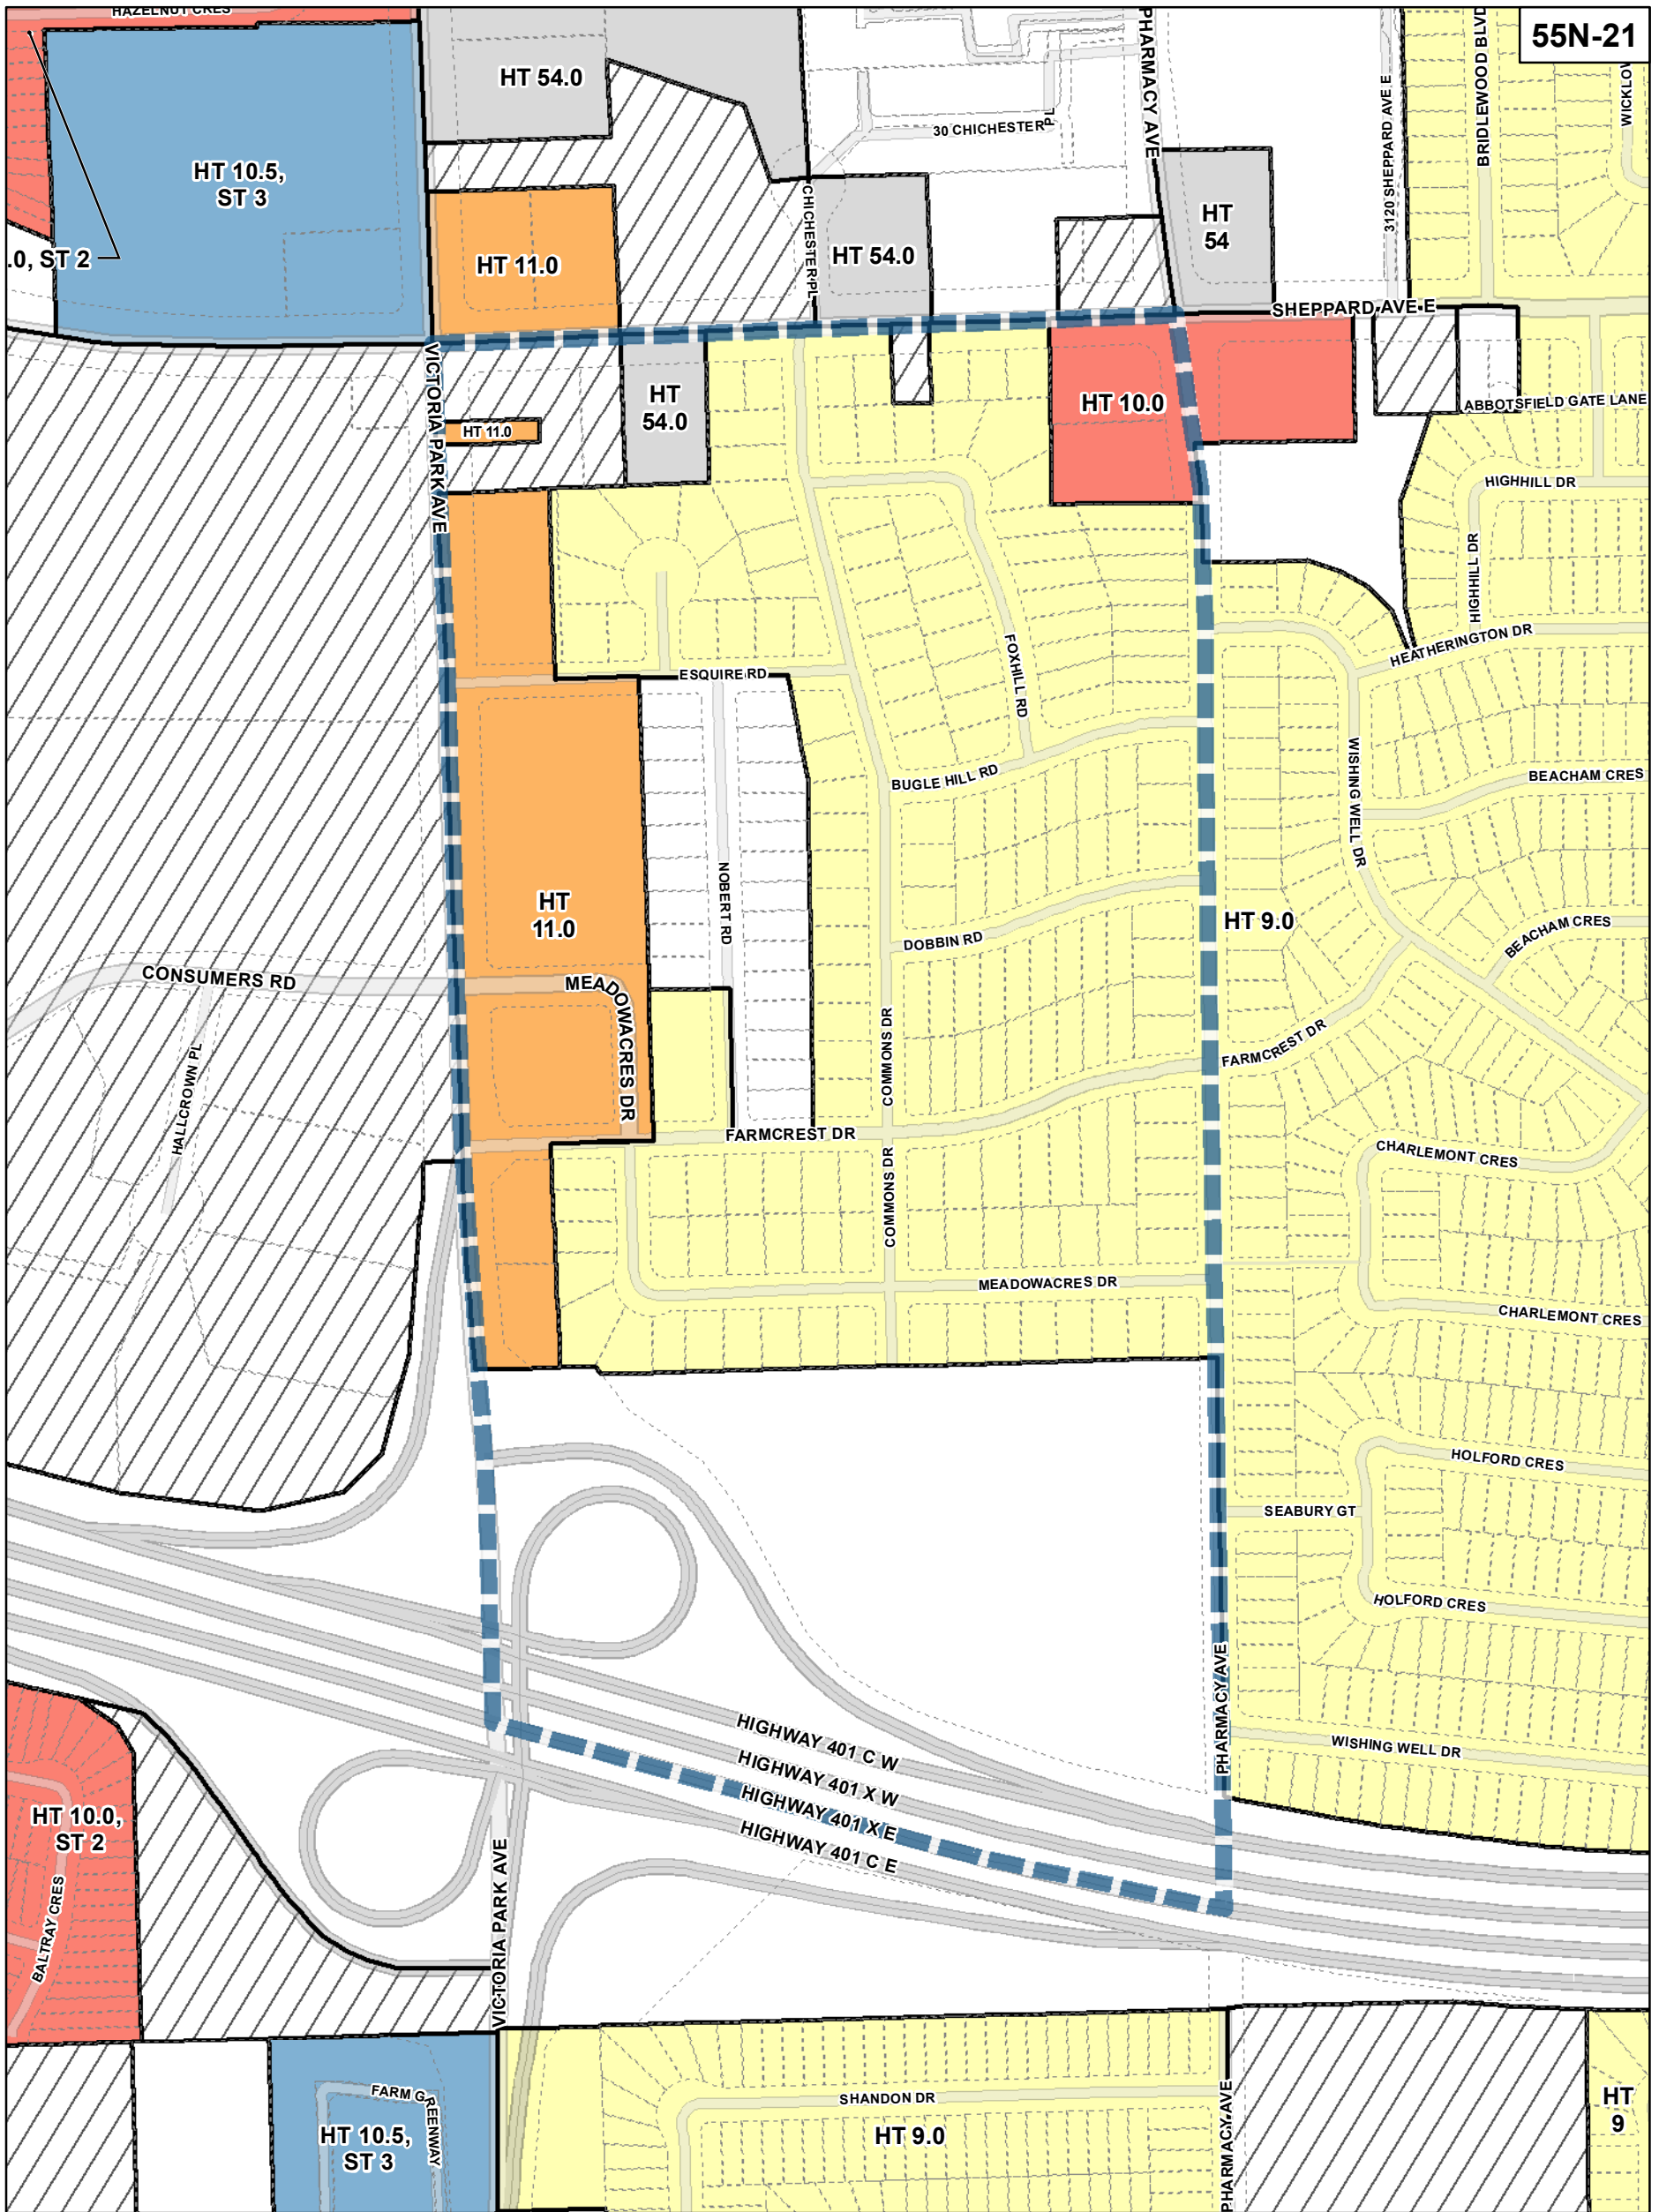 HAZELNUT CRES
55N-21
HT 54.0
PHARMACY AVE
3120 SHEPPARD AVE E
BRIDLEWOOD BLVD
30 CHICHESTER PL
HT 10.5,
ST 3
CHICHESTER PL
HT
54
.0, ST 2
HT 11.0
HT 54.0
SHEPPARD AVE E
VICTORIA PARK AVE
HT
54.0
HT 10.0
ABBOTSFIELD GATE LANE
HT 11.0
HIGHHILL DR
HIGHHILL DR
HEATHERINGTON DR
ESQUIRE RD
FOXHILL RD
BUGLE HILL RD
WISHING WELL DR
BEACHAM CRES
NOBERT RD
HT
11.0
HT 9.0
DOBBIN RD
BEACHAM CRES
CONSUMERS RD
MEADOWACRES DR
COMMONS DR
FARMCREST DR
HALLCROWN PL
FARMCREST DR
CHARLEMONT CRES
COMMONS DR
MEADOWACRES DR
CHARLEMONT CRES
HOLFORD CRES
SEABURY GT
HOLFORD CRES
PHARMACY AVE
HIGHWAY 401 C W
WISHING WELL DR
HIGHWAY 401 X W
HIGHWAY 401 X E
HT 10.0,
ST 2
HIGHWAY 401 C E
VICTORIA PARK AVE
BALTRAY CRES
FARM GREENWAY
SHANDON DR
PHARMACY AVE
HT
9
HT 10.5,
ST 3
HT 9.0